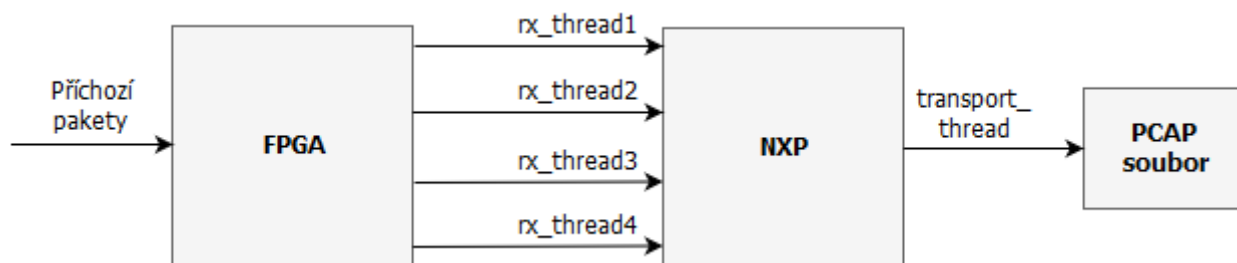 Příchozí
pakety
FPGA
rx_thread1
rx_thread2
rx_thread3
rx_thread4
NXP
transport_
thread
PCAP
soubor